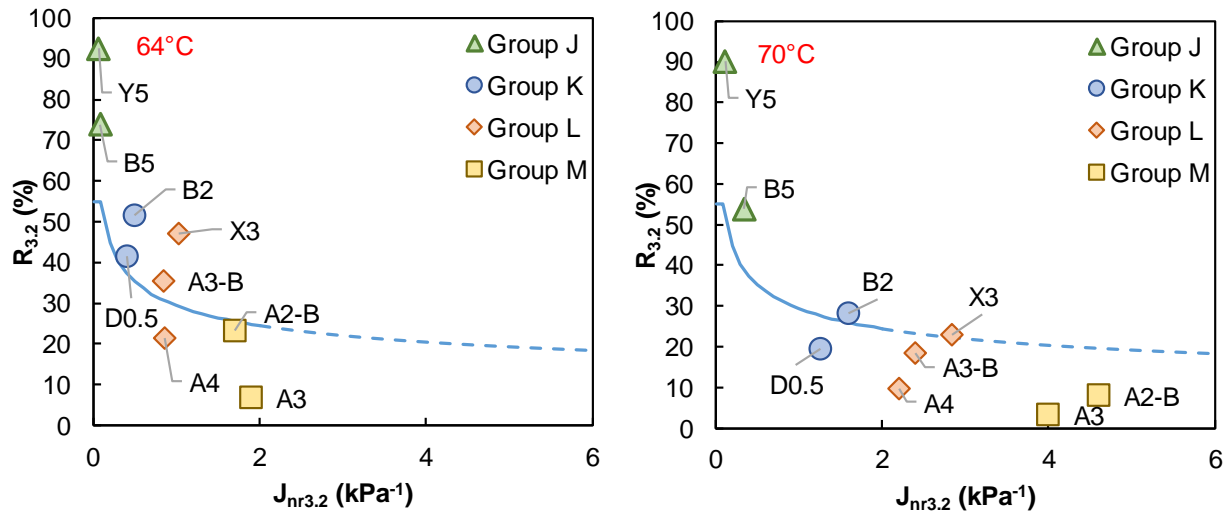 100
90
80
70
60
50
40
30
20
10
0
R3.2 (%)
64°C
Y5
B5
B2
X3
A3-B
D0.5
A2-B
A4
A3
Group J
Group K
Group L
Group M
0 2 4 6
Jnr3.2 (kPa-1)
100
90
80
70
60
50
40
30
20
10
0
R3.2 (%)
70°C
Y5
B5
B2
X3
D0.5
A3-B
A4
A3
A2-B
Group J
Group K
Group L
Group M
0 2 4 6
Jnr3.2 (kPa-1)